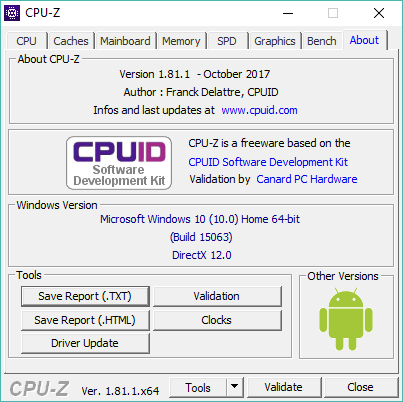 CPU-Z
CPU Caches Mainboard Memory SPD Graphics Bench About
About CPU-Z
Version 1.81.1 - October 2017
Author : Franck Delattre, CPUID
Infos and last updates at www.cpuid.com
CPUID
Software
Development Kit
CPU-Z is a freeware based on the
CPUID Software Development Kit
Validation by Canard PC Hardware
Windows Version
Microsoft Windows 10 (10.0) Home 64-bit
(Build 15063)
DirectX 12.0
Tools
Save Report (.TXT) Validation
Save Report (.HTML) Clocks
Driver Update
Other Versions
CPU-Z Ver. 1.81.1.x64 Tools Validate Close